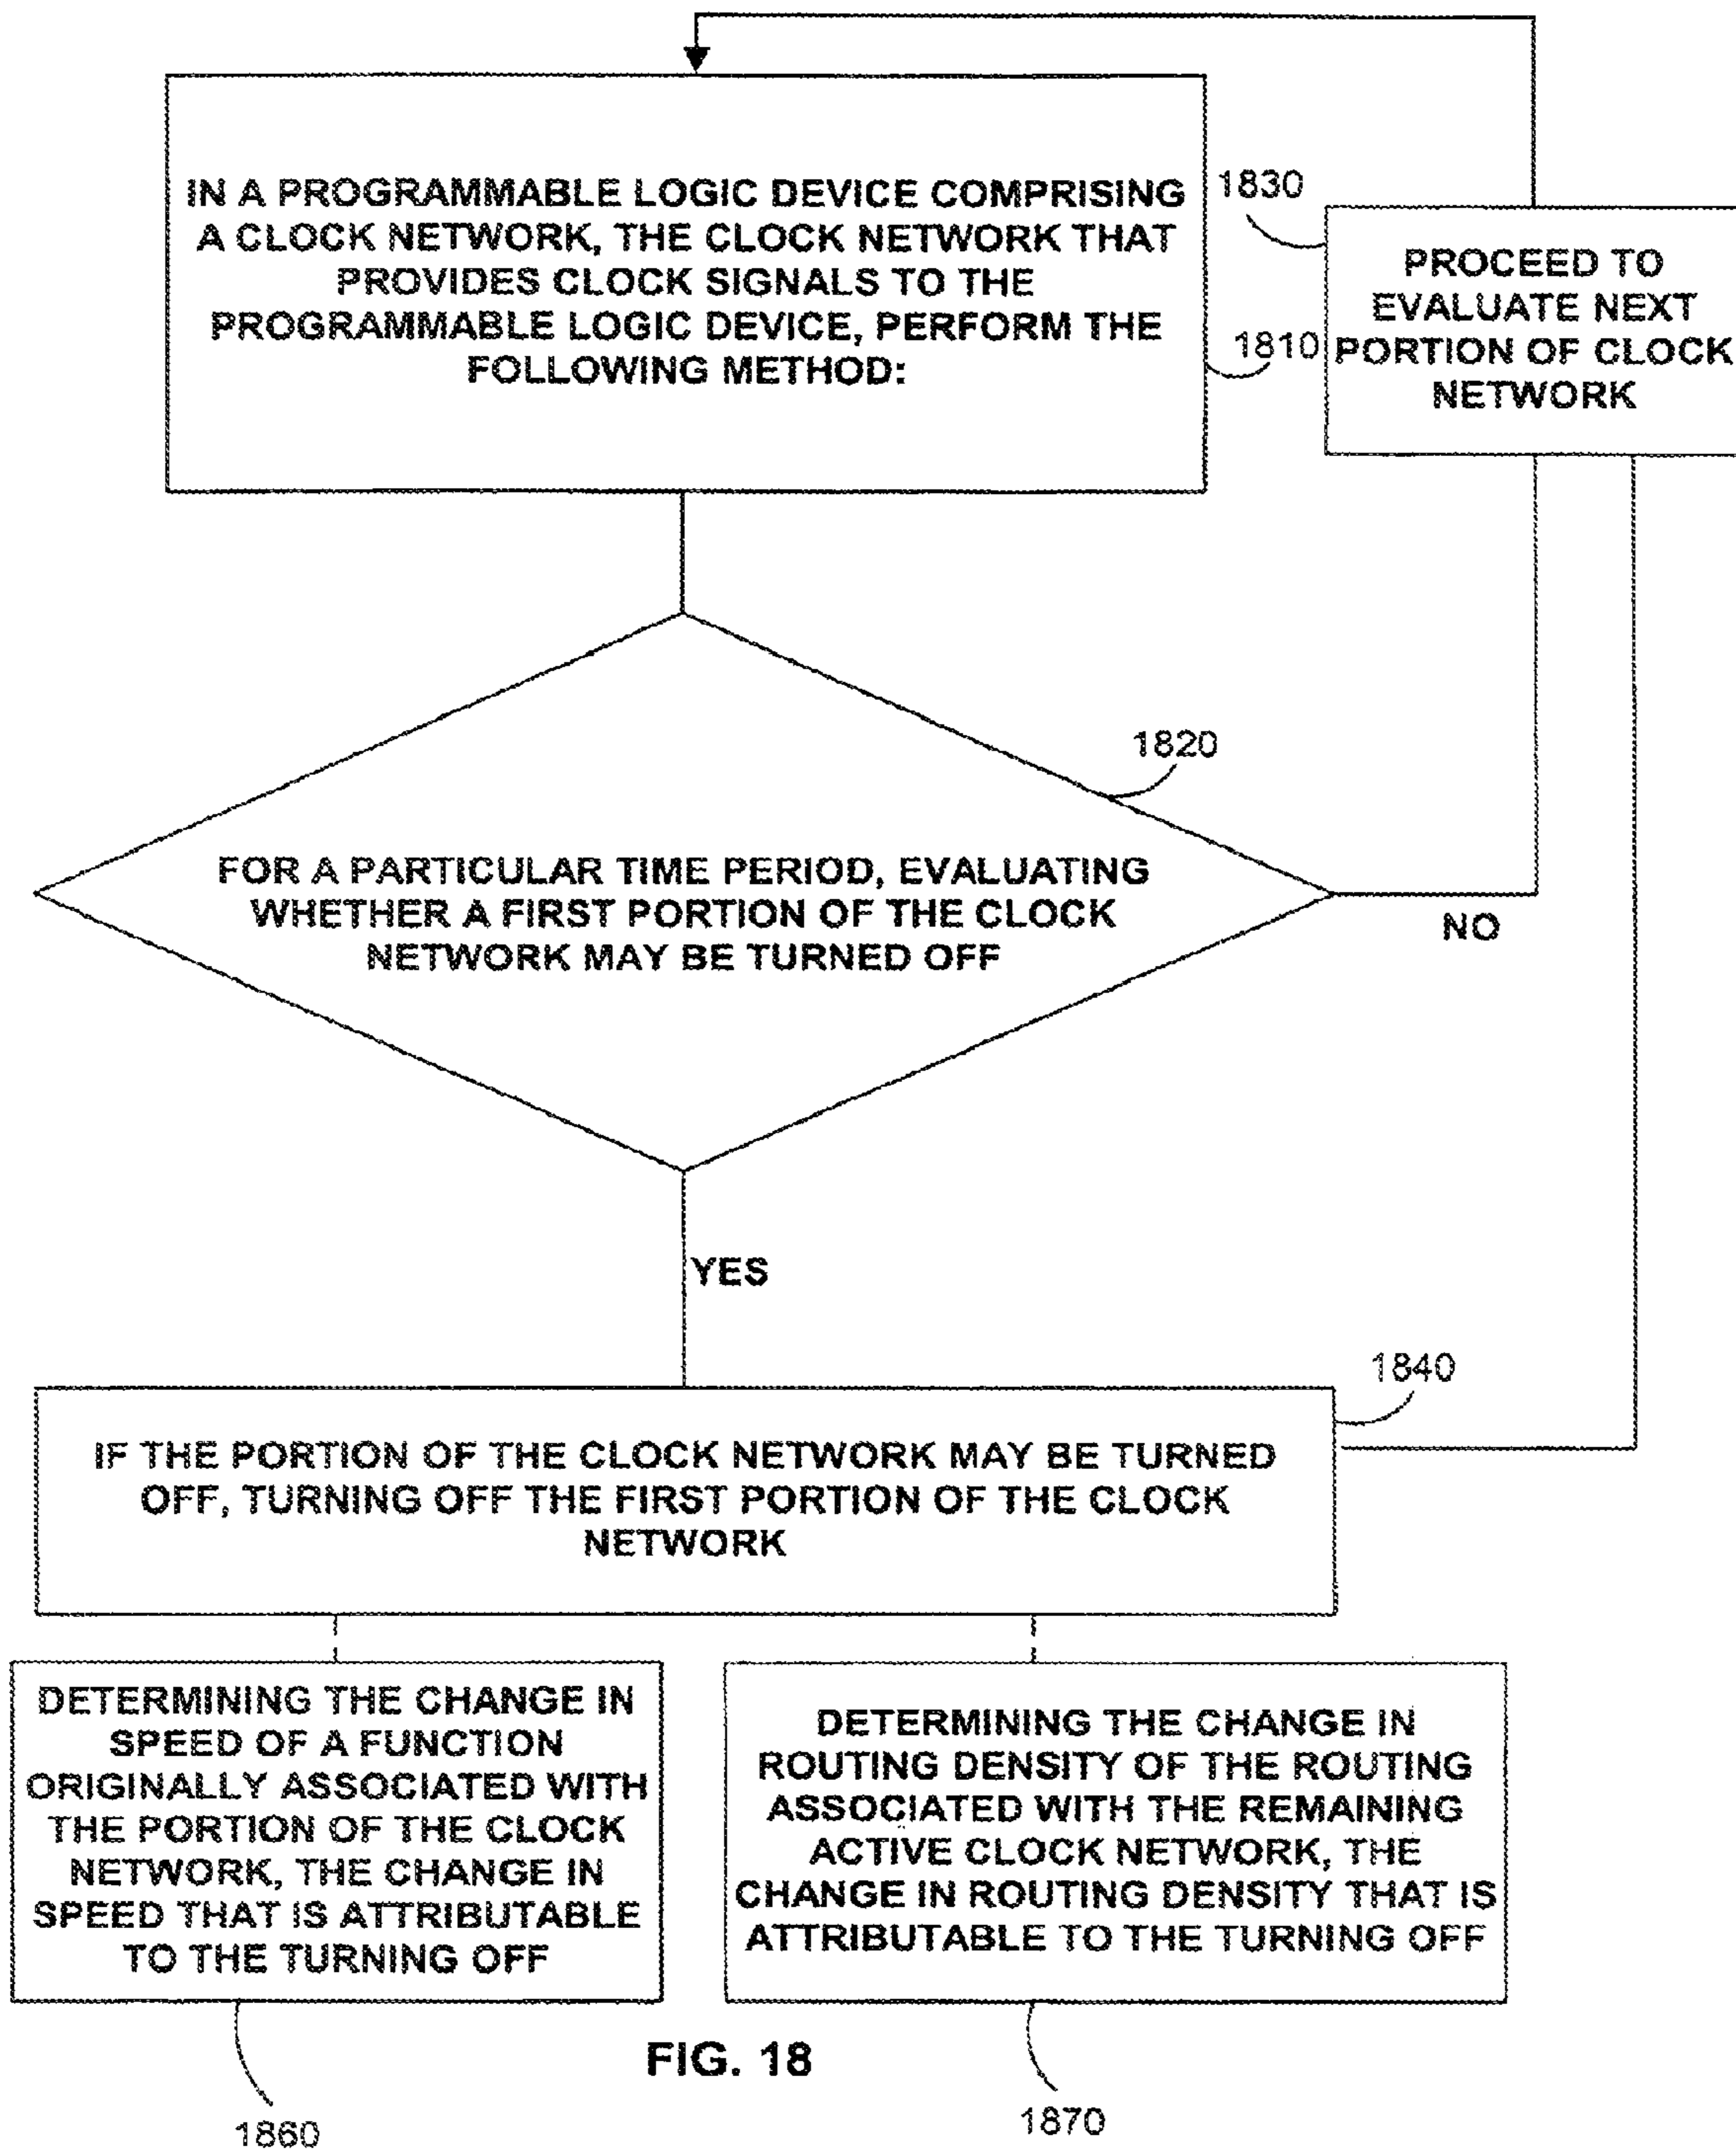 IN A PROGRAMMABLE LOGIC DEVICE COMPRISING
A CLOCK NETWORK, THE CLOCK NETWORK THAT
PROVIDES CLOCK SIGNALS TO THE
PROGRAMMABLE LOGIC DEVICE, PERFORM THE
FOLLOWING METHOD:
1810
1830
PROCEED TO
EVALUATE NEXT
PORTION OF CLOCK
NETWORK
1820
FOR A PARTICULAR TIME PERIOD, EVALUATING
WHETHER A FIRST PORTION OF THE CLOCK
NETWORK MAY BE TURNED OFF
NO
YES
1840
IF THE PORTION OF THE CLOCK NETWORK MAY BE TURNED
OFF, TURNING OFF THE FIRST PORTION OF THE CLOCK
NETWORK
DETERMINING THE CHANGE IN
SPEED OF A FUNCTION
ORIGINALLY ASSOCIATED WITH
THE PORTION OF THE CLOCK
NETWORK, THE CHANGE IN
SPEED THAT IS ATTRIBUTABLE
TO THE TURNING OFF
1860
DETERMINING THE CHANGE IN
ROUTING DENSITY OF THE ROUTING
ASSOCIATED WITH THE REMAINING
ACTIVE CLOCK NETWORK, THE
CHANGE IN ROUTING DENSITY THAT IS
ATTRIBUTABLE TO THE TURNING OFF
1870
FIG. 18